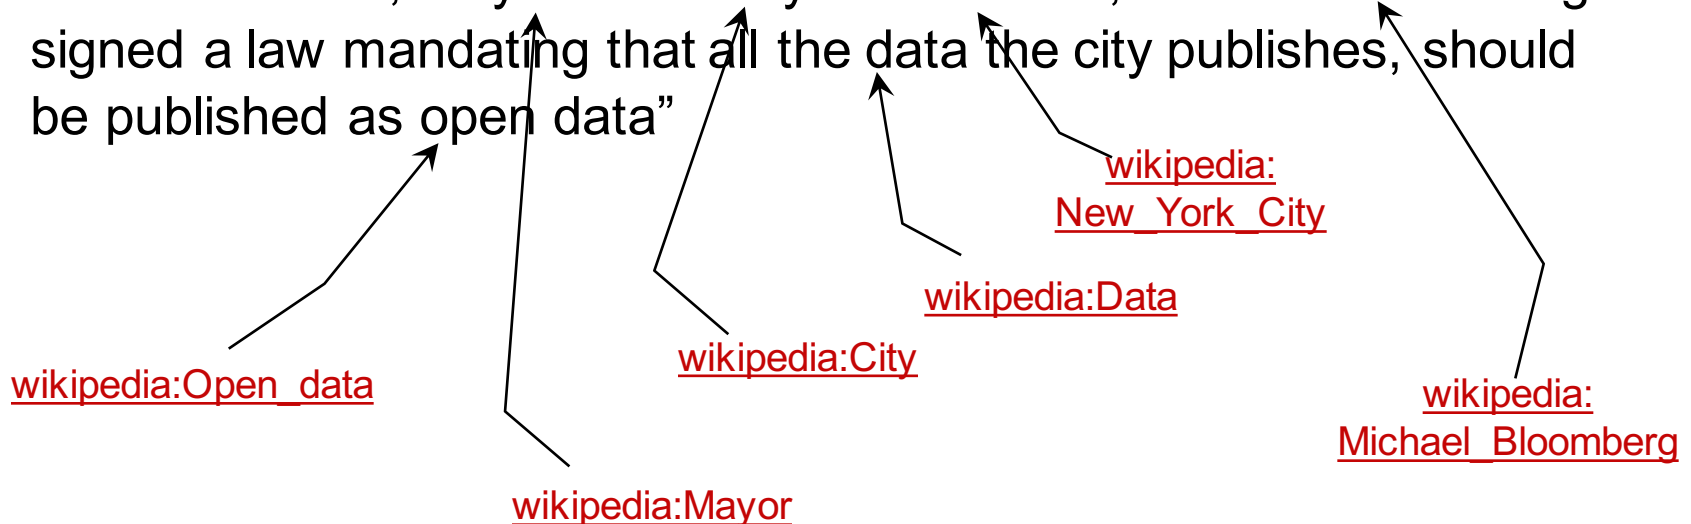 signed a law mandating that all the data the city publishes, should
be published as open data”
wikipedia:
New_York_City
wikipedia:Data
wikipedia:City
wikipedia:Open_data
wikipedia:
Michael_Bloomberg
wikipedia:Mayor